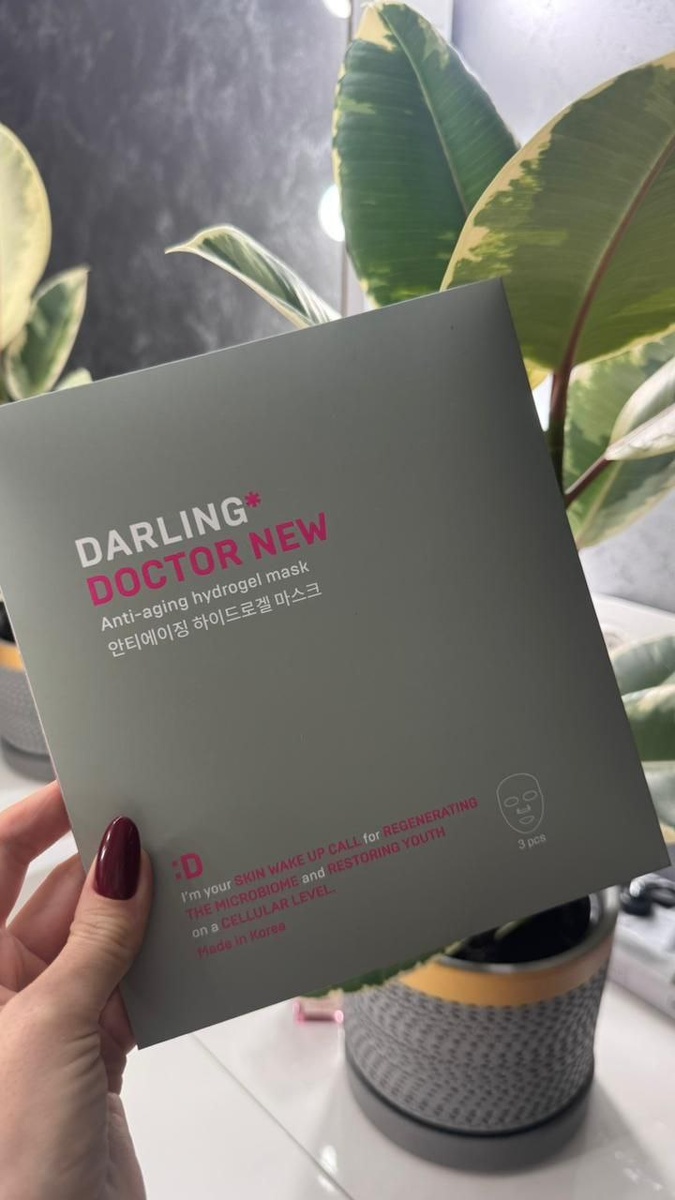 DARLING*
DOCTOR NEW
Anti-aging hydrogel mask
안티에이징 하이드로겔 마스크
:D
I'm your SKIN WAKE UP CALL for REGENERATING
THE MICROBIOME and RESTORING YOUTH
on a CELLULAR LEVEL.
Made in Korea
3 pcs